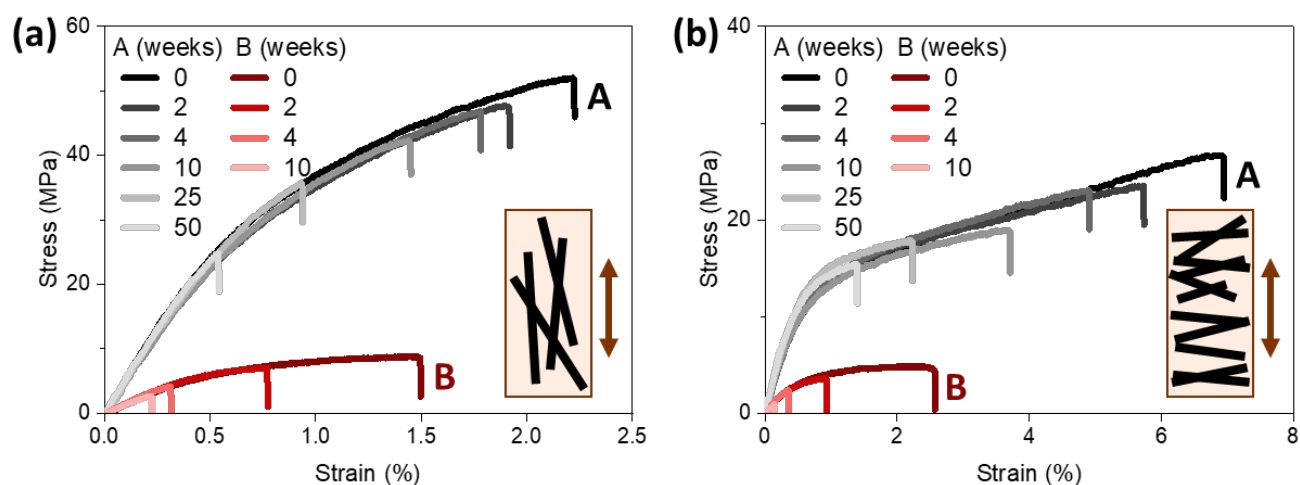 (a)
60
40
20
0
Stress (MPa)
A (weeks) B (weeks)
0 0
2 2
4 4
10 10
25
50
A
B
0.0 0.5 1.0 1.5 2.0 2.5
Strain (%)
(b)
40
20
0
Stress (MPa)
A (weeks) B (weeks)
0 0
2 2
4 4
10 10
25
50
A
B
0 2 4 6 8
Strain (%)